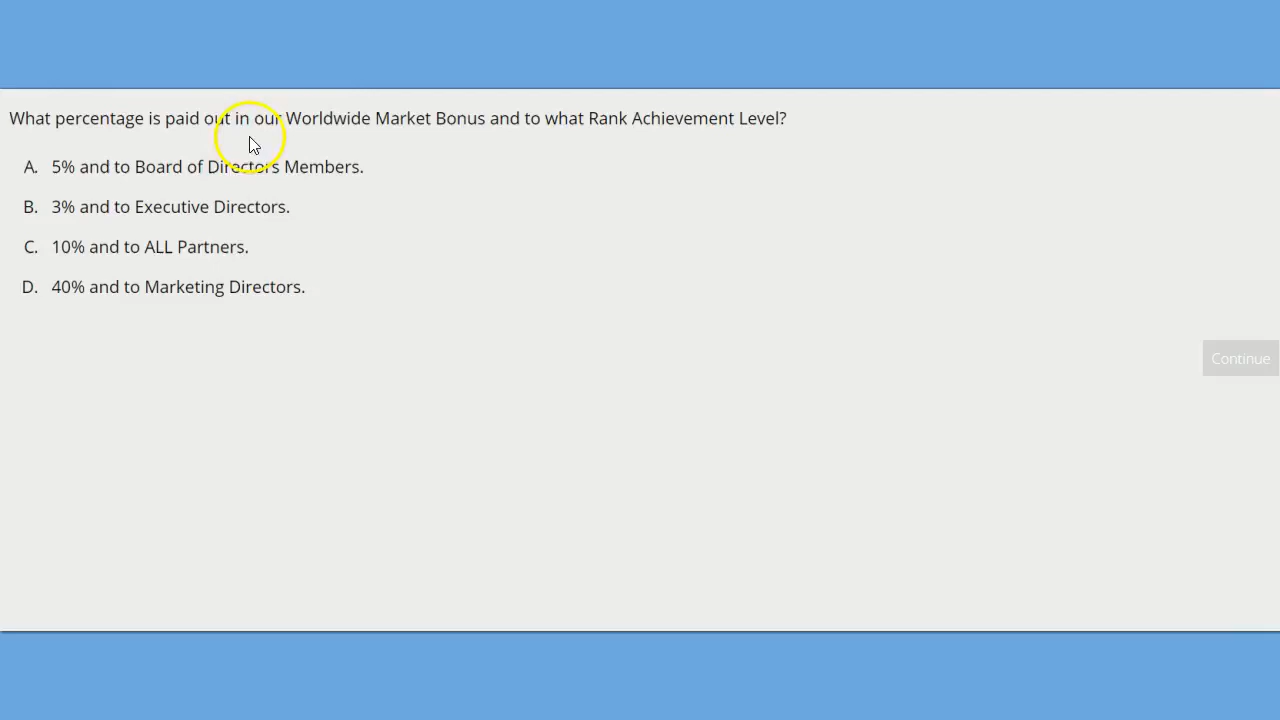 What percentage is paid out in our Worldwide Market Bonus and to what Rank Achievement Level?
A. 5% and to Board of Directors Members.
B. 3% and to Executive Directors.
C. 10% and to ALL Partners.
D. 40% and to Marketing Directors.
Continue